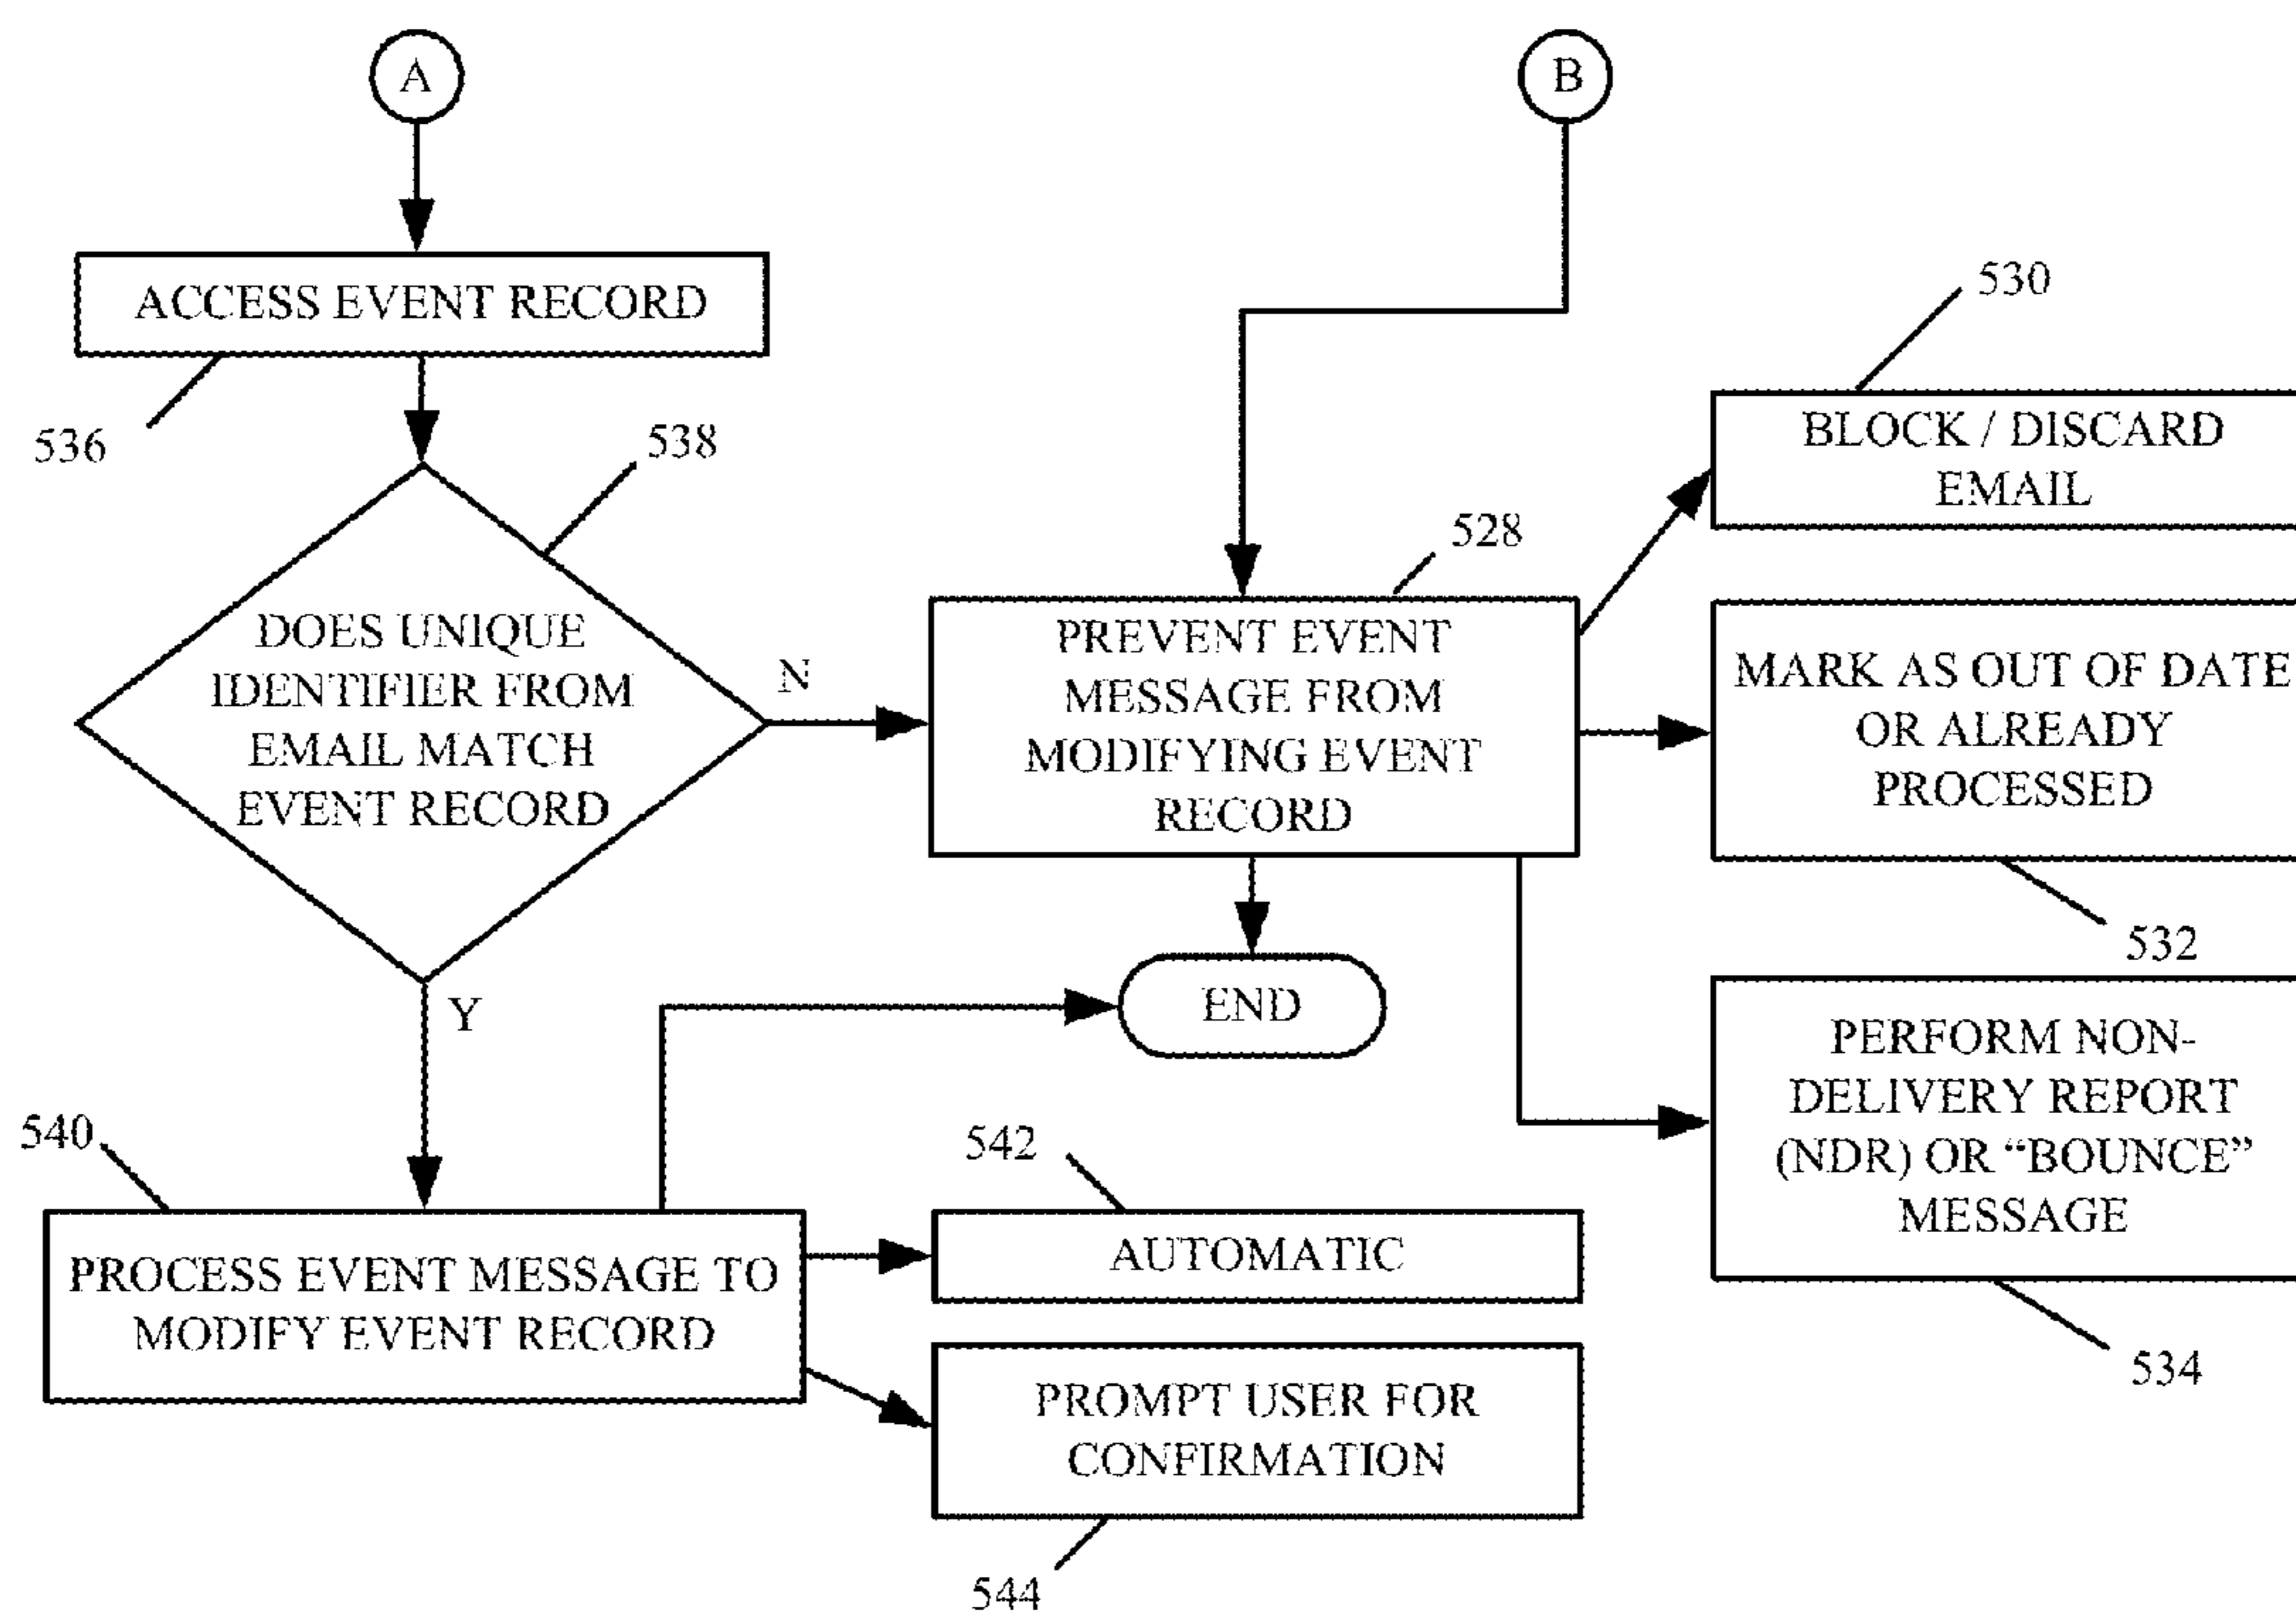 A
B
ACCESS EVENT RECORD
536
538
DOES UNIQUE
IDENTIFIER FROM
EMAIL MATCH
EVENT RECORD
N
Y
528
PREVENT EVENT
MESSAGE FROM
MODIFYING EVENT
RECORD
530
BLOCK / DISCARD
EMAIL
MARK AS OUT OF DATE
OR ALREADY
PROCESSED
532
END
PERFORM NON-
DELIVERY REPORT
(NDR) OR “BOUNCE”
MESSAGE
534
540
PROCESS EVENT MESSAGE TO
MODIFY EVENT RECORD
542
AUTOMATIC
PROMPT USER FOR
CONFIRMATION
544